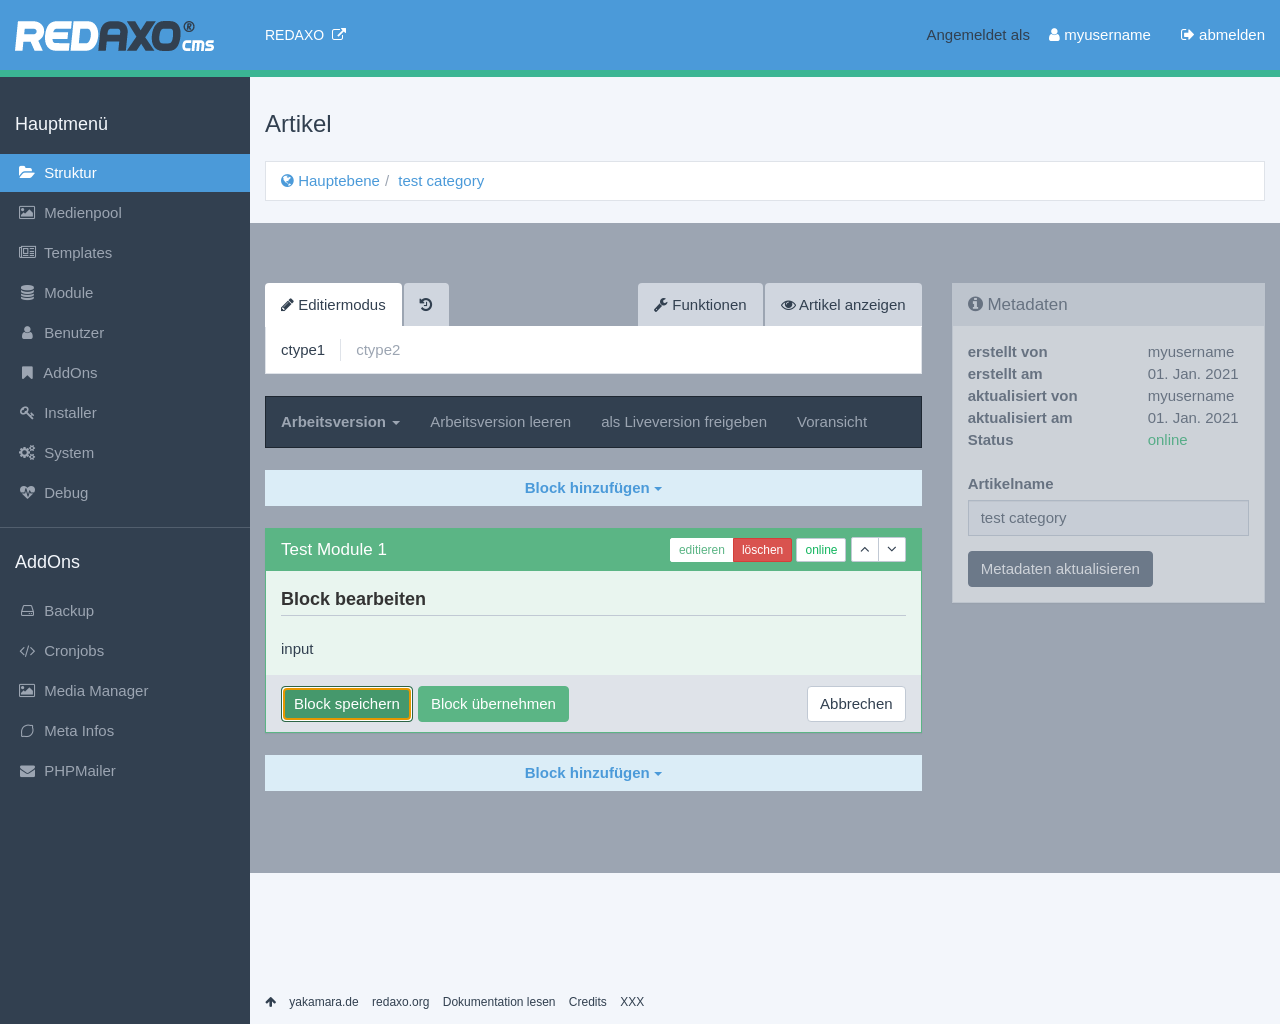 REDAXO® cms
REDAXO
Angemeldet als myusername abmelden
Hauptmenü
Struktur
Medienpool
Templates
Module
Benutzer
AddOns
Installer
System
Debug
AddOns
Backup
Cronjobs
Media Manager
Meta Infos
PHPMailer
Artikel
Hauptebene / test category
Editiermodus Funktionen Artikel anzeigen
ctype1 ctype2
Arbeitsversion Arbeitsversion leeren als Liveversion freigeben Voransicht
Block hinzufügen
Test Module 1 editieren löschen online
Block bearbeiten
input
Block speichern Block übernehmen Abbrechen
Block hinzufügen
Metadaten
erstellt von myusername
erstellt am 01. Jan. 2021
aktualisiert von myusername
aktualisiert am 01. Jan. 2021
Status online
Artikelname
test category
Metadaten aktualisieren
yakamara.de redaxo.org Dokumentation lesen Credits XXX